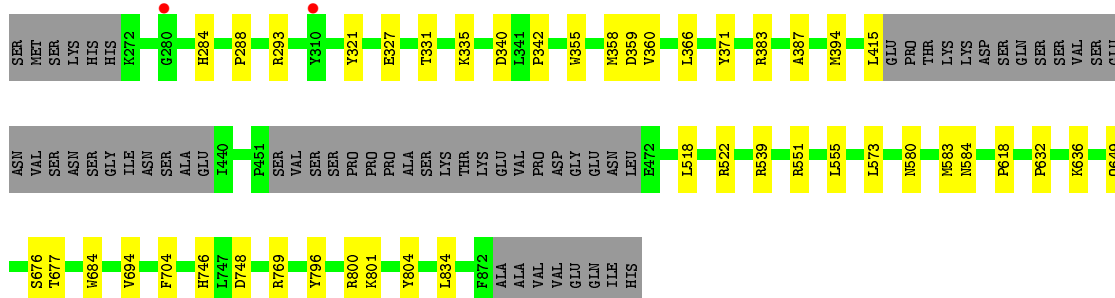 SER MET SER LYS HIS HIS K272 G280 H284 P288 R293 Y310 Y321 E327 T331 K335 D340 L341 P342 W355 M358 D359 V360 L366 Y371 R383 A387 M394 L415 GLU PRO THR LYS LYS ASP SER GLN SER SER VAL SER GLU
ASN VAL SER ASN SER GLY ILE ASN SER ALA GLU I440 P451 SER VAL SER SER PRO PRO PRO ALA SER LYS THR LYS GLU VAL PRO ASP GLY GLU ASN LEU E472 L518 R522 R539 R551 L555 L573 N580 M583 N584 P618 P632 K636
S676 T677 W684 V694 F704 H746 L747 D748 R769 Y796 R800 K801 Y804 L834 F872 ALA ALA VAL VAL GLU GLN ILE HIS